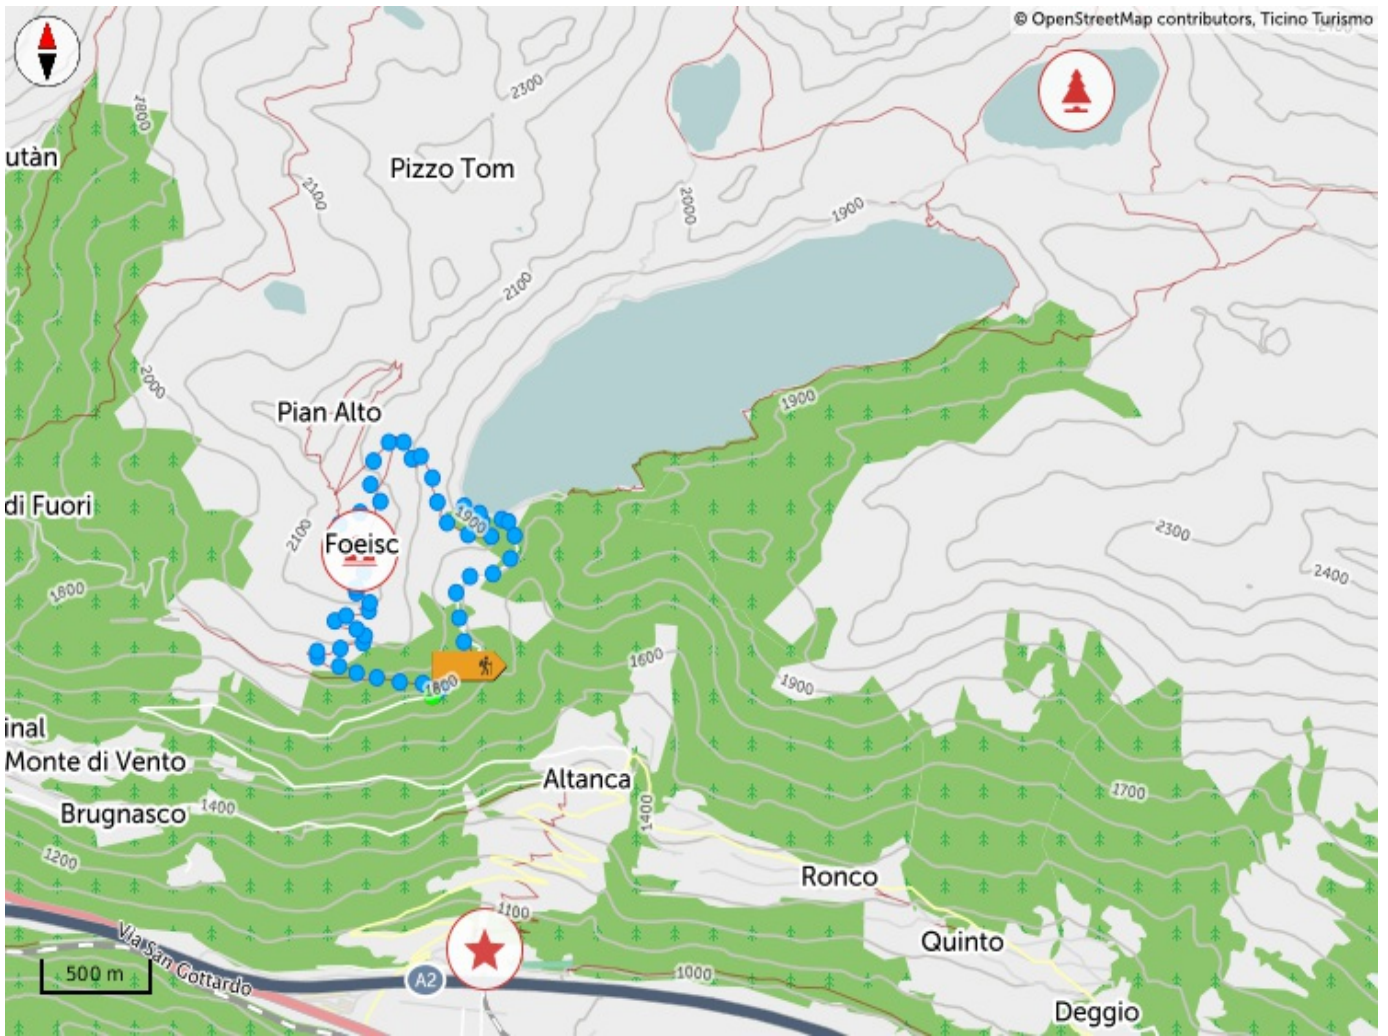 © OpenStreetMap contributors, Ticino Turismo
2400
2300
1800
utàn
Pizzo Tom
2100
2000
1900
2100
2000
Pian Alto
1900
di Fuori
1900
2100
Foeisc
2300
2400
1800
1600
1800
1900
inal
Monte di Vento
Altanca
1700
1400
1400
Brugnasco
1200
Ronco
1100
Quinto
Via San Gottardo
500 m
A2
1000
Deggio